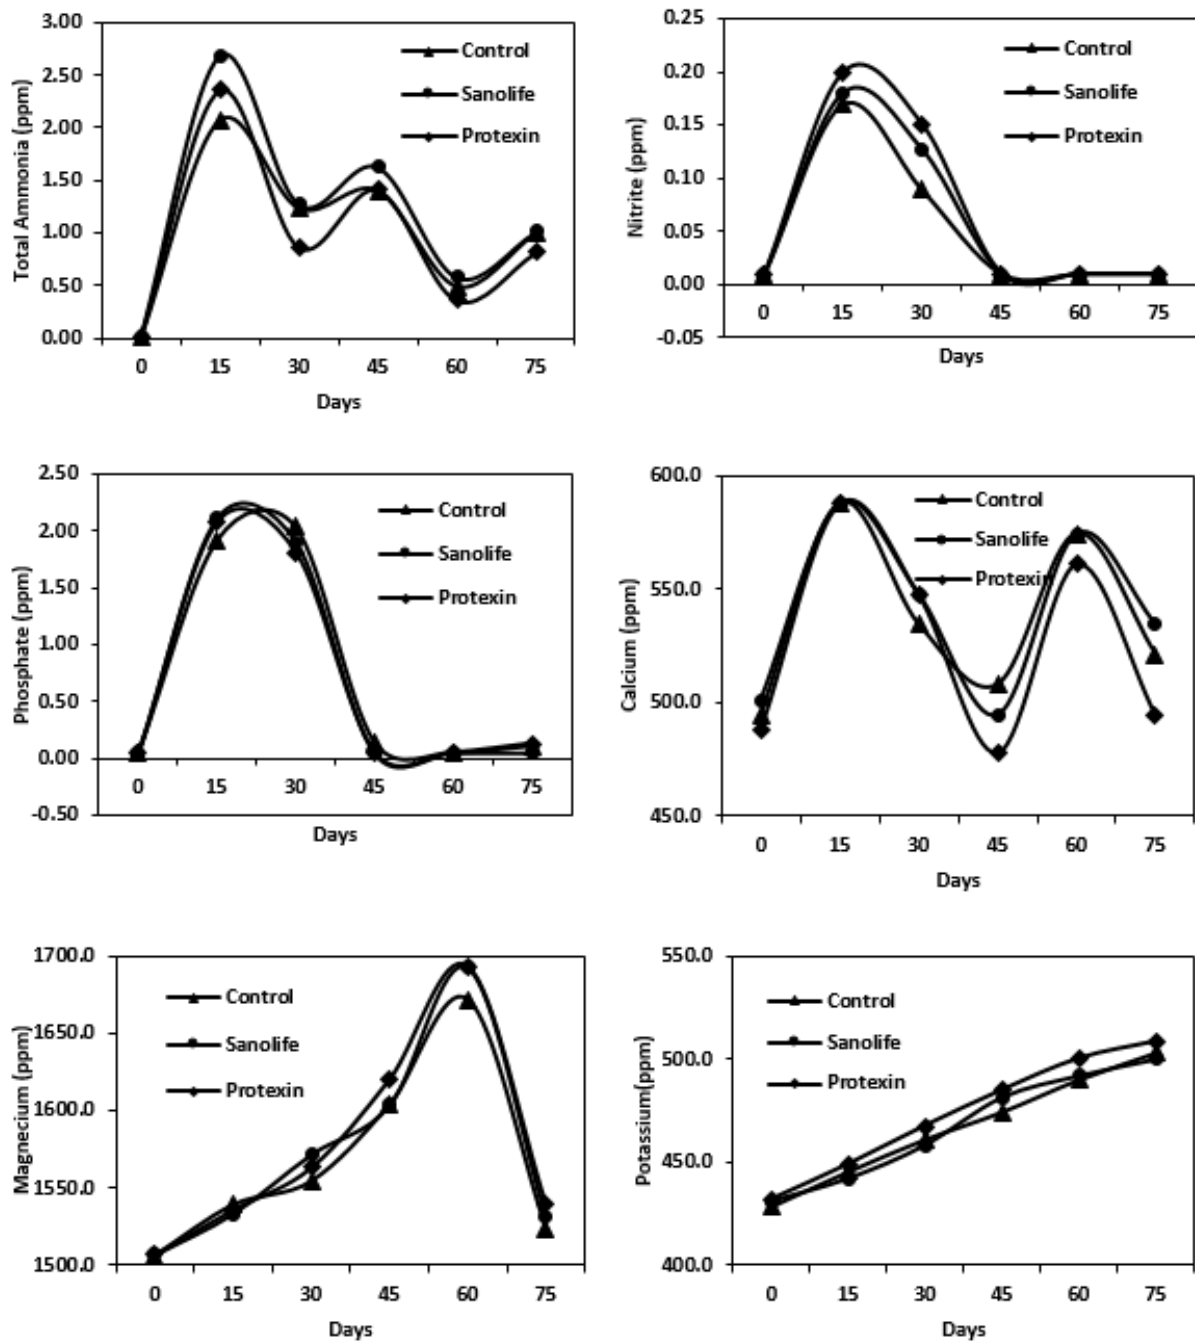 3.00
2.50
2.00
1.50
1.00
0.50
0.00
Total Ammonia (ppm)
Control
Sanolife
Protexin
0 15 30 45 60 75
Days
0.25
0.20
0.15
0.10
0.05
0.00
-0.05
Nitrite (ppm)
Control
Sanolife
Protexin
0 15 30 45 60 75
Days
2.50
2.00
1.50
1.00
0.50
0.00
-0.50
Phosphate (ppm)
Control
Sanolife
Protexin
0 15 30 45 60 75
Days
600.0
550.0
500.0
450.0
Calcium (ppm)
Control
Sanolife
Protexin
0 15 30 45 60 75
Days
1700.0
1650.0
1600.0
1550.0
1500.0
Magnecium (ppm)
Control
Sanolife
Protexin
0 15 30 45 60 75
Days
550.0
500.0
450.0
400.0
Potassium(ppm)
Control
Sanolife
Protexin
0 15 30 45 60 75
Days